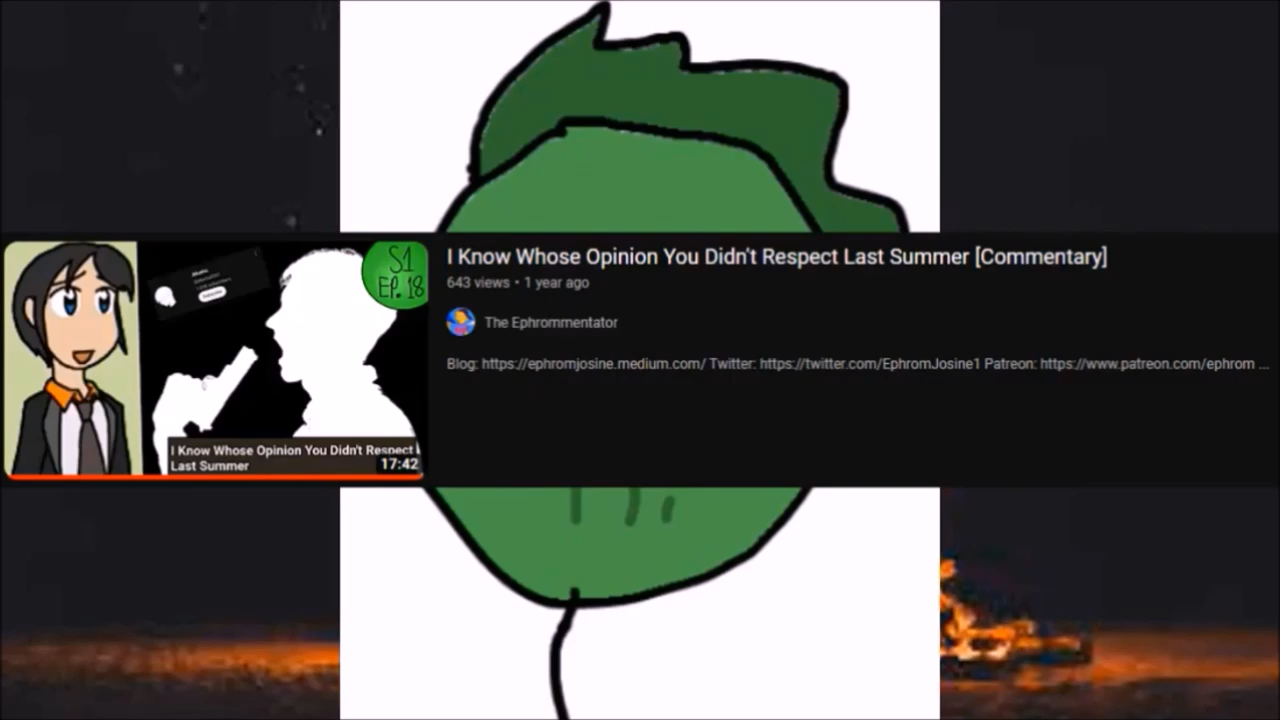 S1
EP. 18
I Know Whose Opinion You Didn't Respect
Last Summer
17:42
I Know Whose Opinion You Didn't Respect Last Summer [Commentary]
643 views • 1 year ago
The Ephrommentator
Blog: https://ephromjosine.medium.com/ Twitter: https://twitter.com/EphromJosine1 Patreon: https://www.patreon.com/ephrom ...